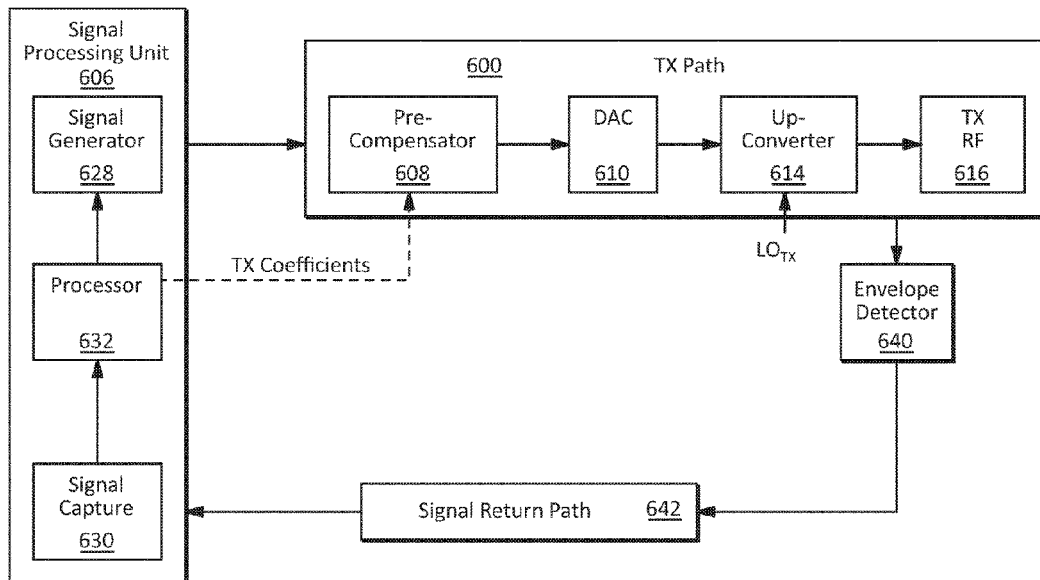 Signal
Processing Unit
606
Signal
Generator
628
Processor
632
Signal
Capture
630
600
TX Path
Pre-
Compensator
608
DAC
610
Up-
Converter
614
TX
RF
616
TX Coefficients
LOTX
Envelope
Detector
640
Signal Return Path 642